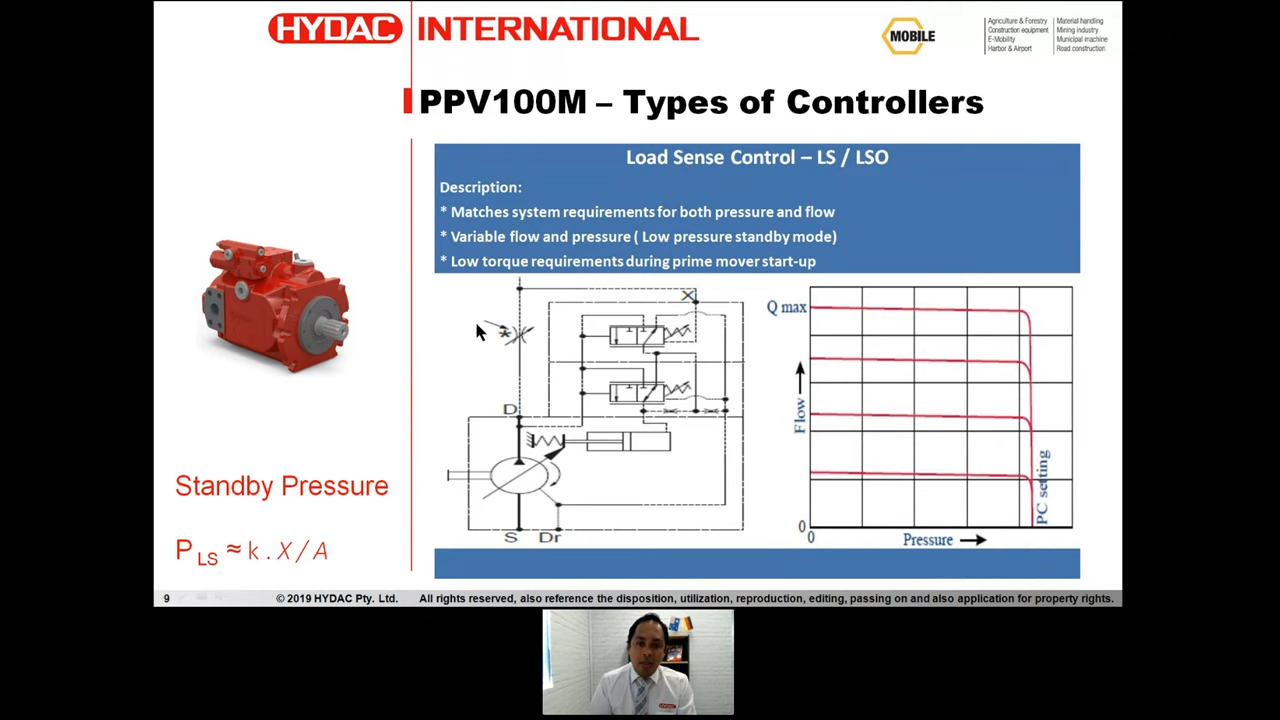 HYDAC INTERNATIONAL
MOBILE
Agriculture & Forestry
Construction equipment
E-Mobility
Harbor & Airport
Material handling
Mining industry
Municipal machine
Road construction
PPV100M – Types of Controllers
Load Sense Control – LS / LSO
Description:
* Matches system requirements for both pressure and flow
* Variable flow and pressure ( Low pressure standby mode)
* Low torque requirements during prime mover start-up
X
*
D
S
Dr
Q max
Flow
PC setting
0
0
Pressure
Standby Pressure
P LS ≈ k . X / A
9
© 2019 HYDAC Pty. Ltd.
All rights reserved, also reference the disposition, utilization, reproduction, editing, passing on and also application for property rights.
HYDAC